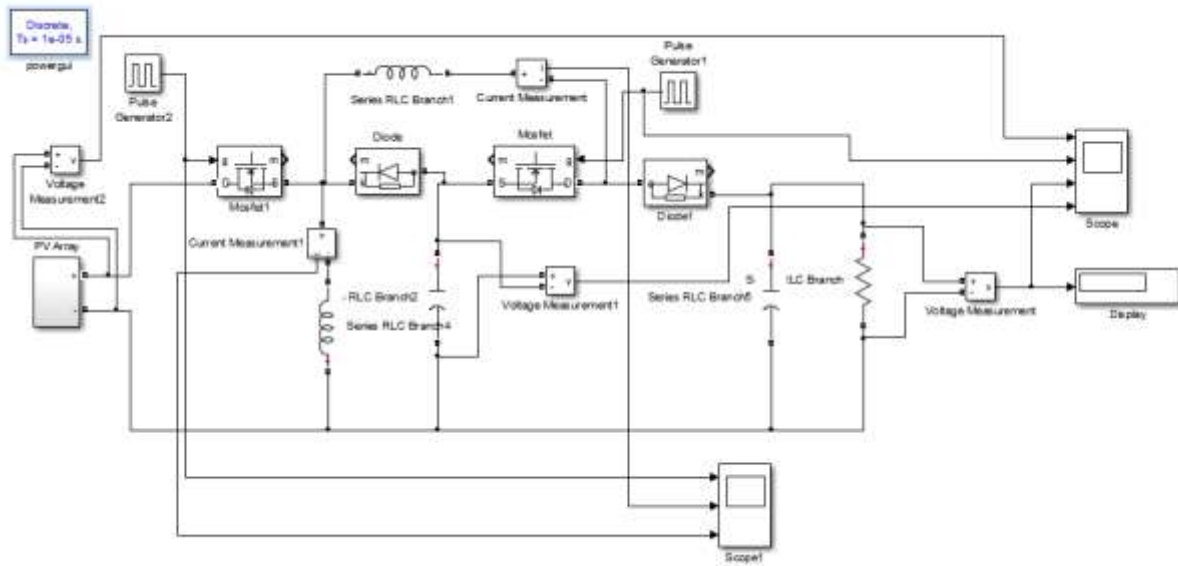 Discrete,
Ts = 1e-05 s
powergui
Pulse
Generator2
Series RLC Branch1
Current Measurement
Pulse
Generator1
Voltage
Measurement2
Diode
Mosfet
Mosfet1
Diode1
Scope
PV Array
Current Measurement1
- RLC Branch2
Series RLC Branch4
Voltage Measurement1
S
Series RLC Branch5
ILC Branch
Voltage Measurement
Display
Scope1